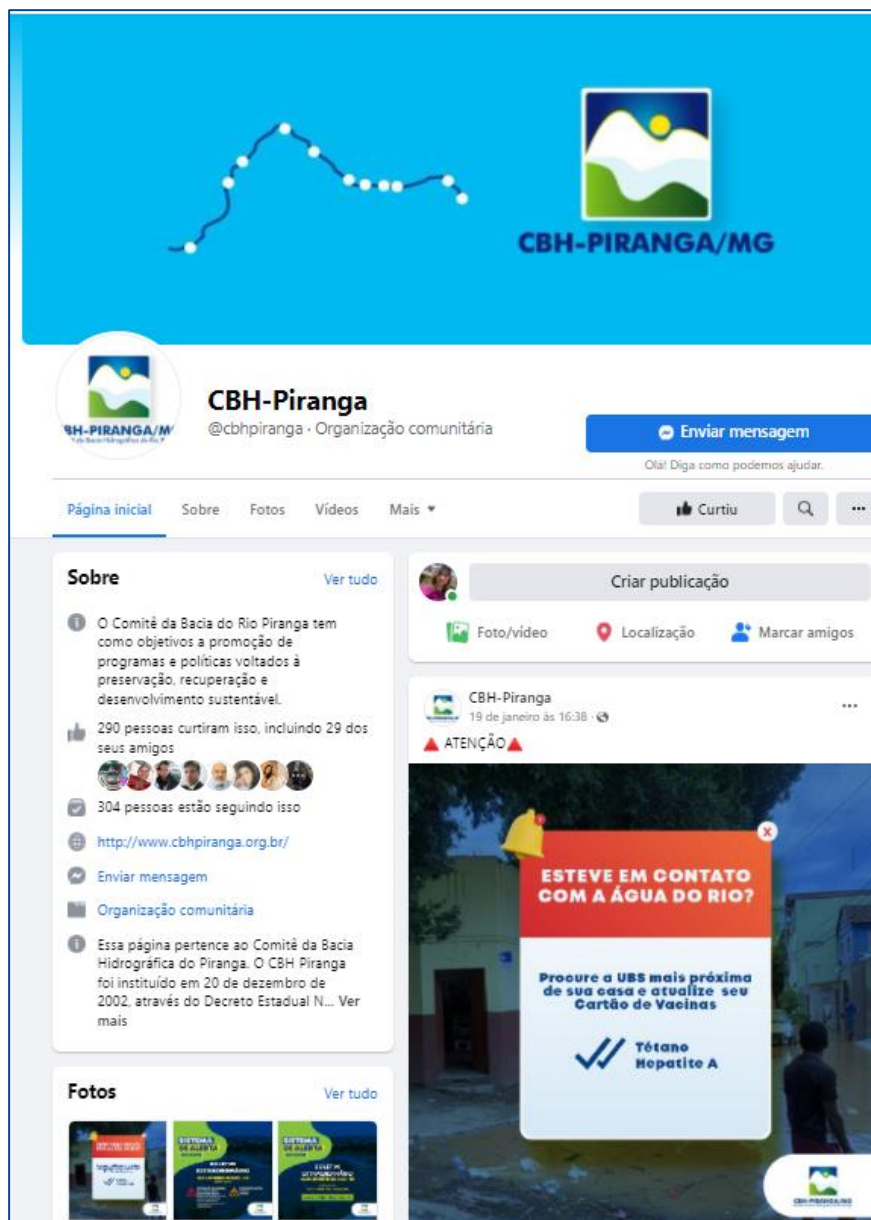 CBH-PIRANGA/MG
BH-PIRANGA/M
CBH-Piranga
@cbhpiranga · Organização comunitária
Enviar mensagem
Olá! Diga como podemos ajudar.
Página inicial
Sobre
Fotos
Vídeos
Mais
Curtiu
Sobre
Ver tudo
O Comitê da Bacia do Rio Piranga tem
como objetivos a promoção de
programas e políticas voltados à
preservação, recuperação e
desenvolvimento sustentável.
290 pessoas curtiram isso, incluindo 29 dos
seus amigos
304 pessoas estão seguindo isso
http://www.cbhpiranga.org.br/
Enviar mensagem
Organização comunitária
Essa página pertence ao Comitê da Bacia
Hidrográfica do Piranga. O CBH Piranga
foi instituído em 20 de dezembro de
2002, através do Decreto Estadual N... Ver
mais
Fotos
Ver tudo
SISTEMA
DE ALERTA
BOLETIM
EXTRAORDINÁRIO
SISTEMA
DE ALERTA
BOLETIM
EXTRAORDINÁRIO
Criar publicação
Foto/vídeo
Localização
Marcar amigos
CBH-Piranga
19 de janeiro às 16:38 ·
ATENÇÃO
X
ESTEVE EM CONTATO
COM A ÁGUA DO RIO?
Procure a UBS mais próxima
de sua casa e atualize seu
Cartão de Vacinas
Tétano
Hepatite A
CBH-PIRANGA/MG